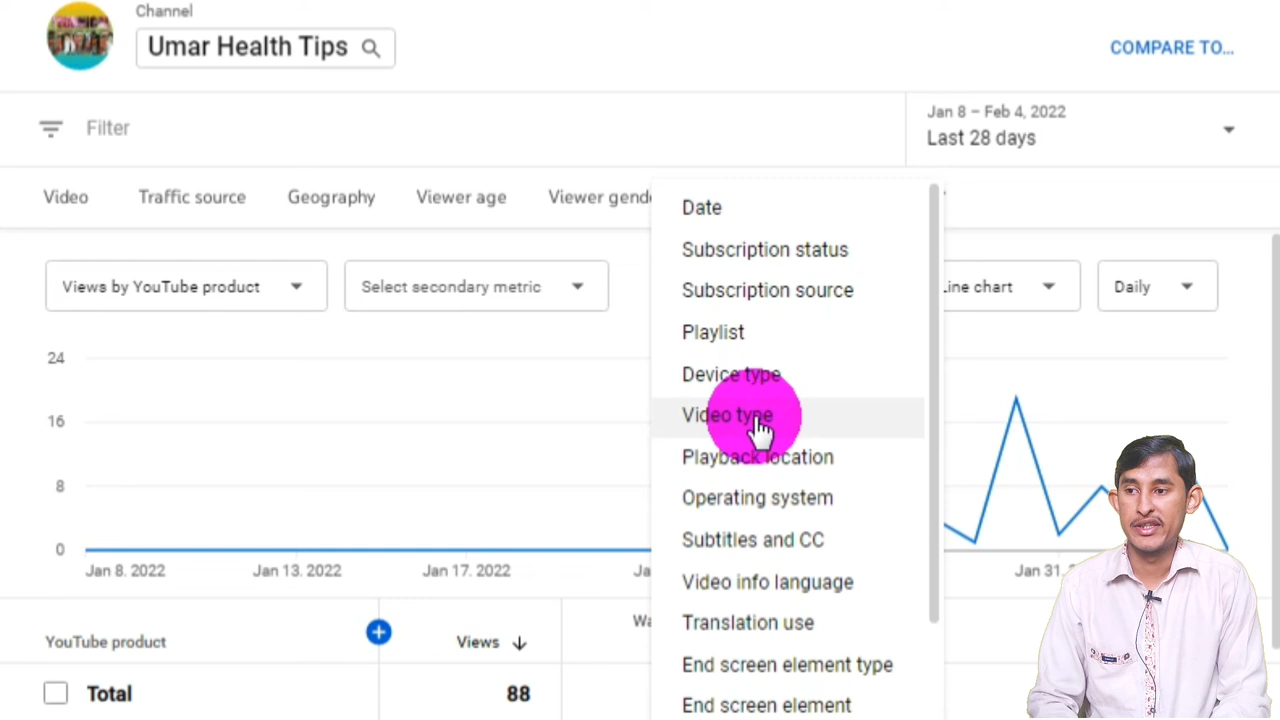 Channel
Umar Health Tips
COMPARE TO...
Filter
Jan 8 – Feb 4, 2022
Last 28 days
Video
Traffic source
Geography
Viewer age
Viewer gende
Date
Subscription status
Subscription source
Playlist
Device type
Video type
Playback location
Operating system
Subtitles and CC
Video info language
Translation use
End screen element type
End screen element
Views by YouTube product
Select secondary metric
Line chart
Daily
24
16
8
0
Jan 8, 2022
Jan 13, 2022
Jan 17, 2022
Ja
Jan 31,
YouTube product
Views
Wa
Total
88